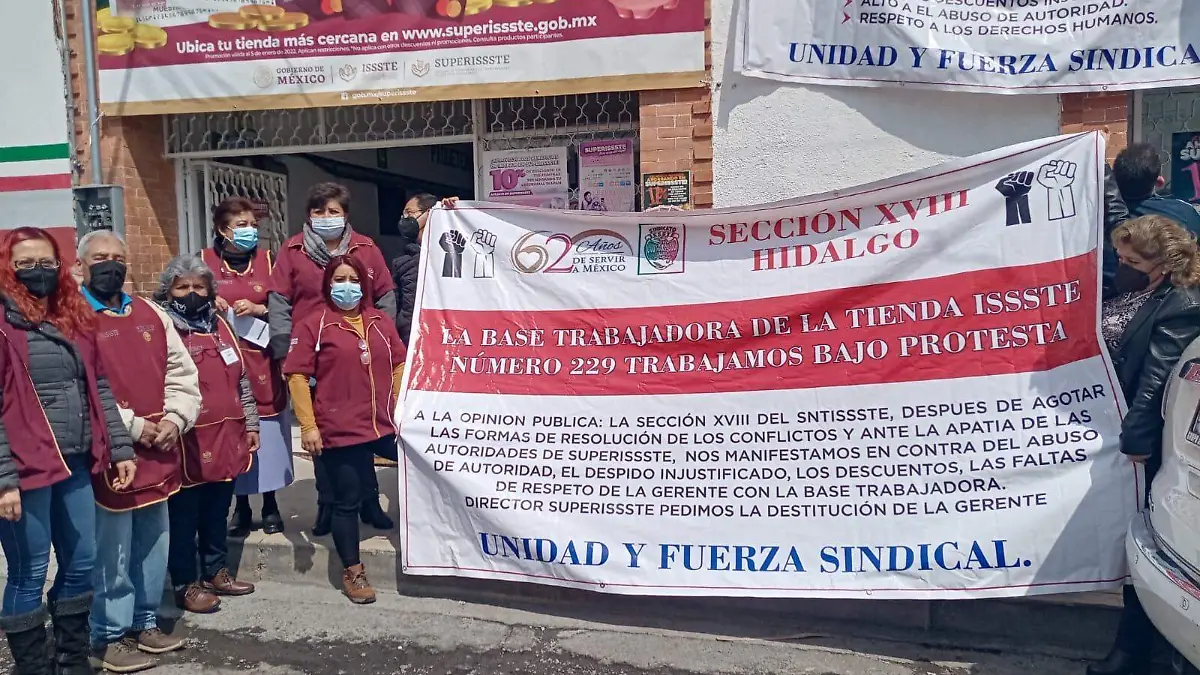 Ubica tu tienda más cercana en www.superissste.gob.mx
GOBIERNO DE MÉXICO
ISSSTE
SUPERISSSTE
gob.mx/superissste
ALTO A EL ABUSO DE AUTORIDAD.
RESPETO A LOS DERECHOS HUMANOS.
UNIDAD Y FUERZA SINDICA
10%
62 Años
DE SERVIR
A MÉXICO
SECCIÓN XVIII
HIDALGO
LA BASE TRABAJADORA DE LA TIENDA ISSSTE
NÚMERO 229 TRABAJAMOS BAJO PROTESTA
A LA OPINION PUBLICA: LA SECCIÓN XVIII DEL SNTISSSTE, DESPUES DE AGOTAR
LAS FORMAS DE RESOLUCIÓN DE LOS CONFLICTOS Y ANTE LA APATIA DE LAS
AUTORIDADES DE SUPERISSSTE, NOS MANIFESTAMOS EN CONTRA DEL ABUSO
DE AUTORIDAD, EL DESPIDO INJUSTIFICADO, LOS DESCUENTOS, LAS FALTAS
DE RESPETO DE LA GERENTE CON LA BASE TRABAJADORA.
DIRECTOR SUPERISSSTE PEDIMOS LA DESTITUCIÓN DE LA GERENTE
UNIDAD Y FUERZA SINDICAL.